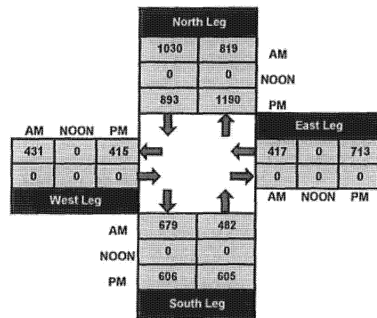 North Leg
1030 819 AM
0 0 NOON
893 1190 PM
AM NOON PM
East Leg
431 0 415
417 0 713
0 0 0
0 0 0
West Leg
AM NOON PM
AM 679 482
NOON 0 0
PM 606 605
South Leg